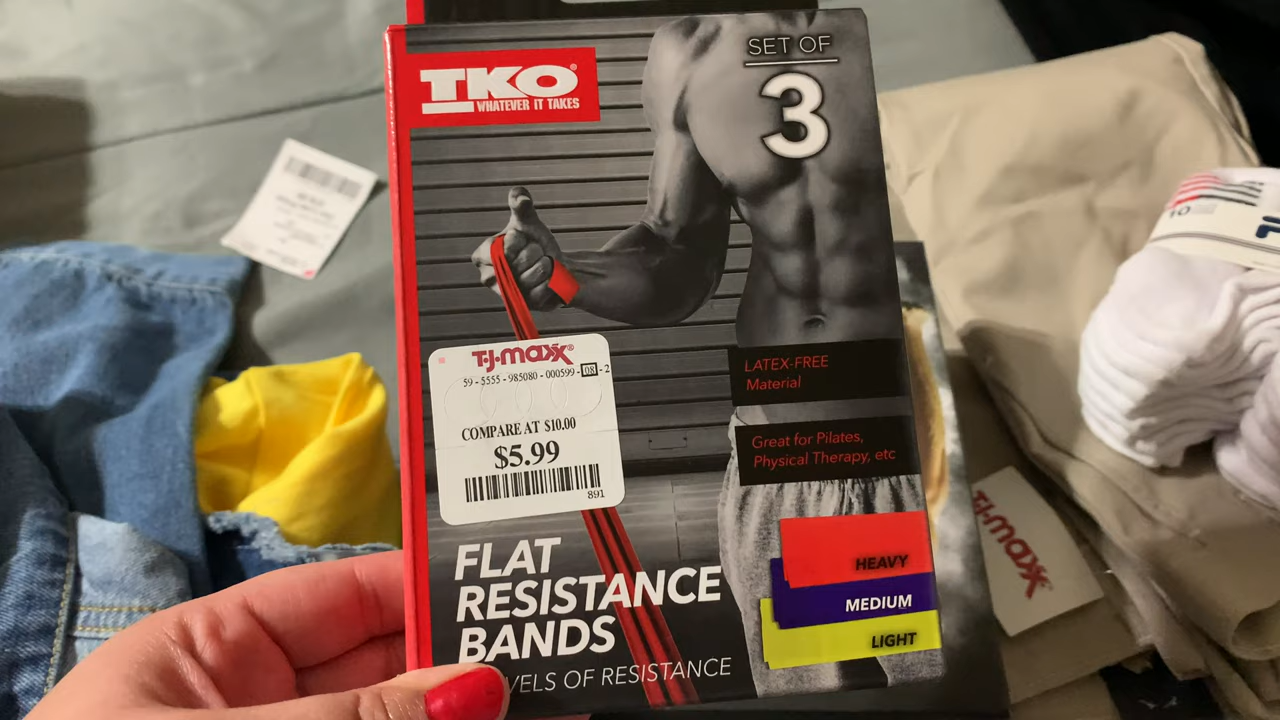 TKO®
WHATEVER IT TAKES
SET OF
3
T·J·maxx®
59 - 5555 - 985080 - 000599 - 08 - 2
COMPARE AT $10.00
$5.99
891
LATEX-FREE
Material
Great for Pilates,
Physical Therapy, etc
HEAVY
MEDIUM
LIGHT
FLAT
RESISTANCE
BANDS
VELS OF RESISTANCE
10
T·J·maxx®